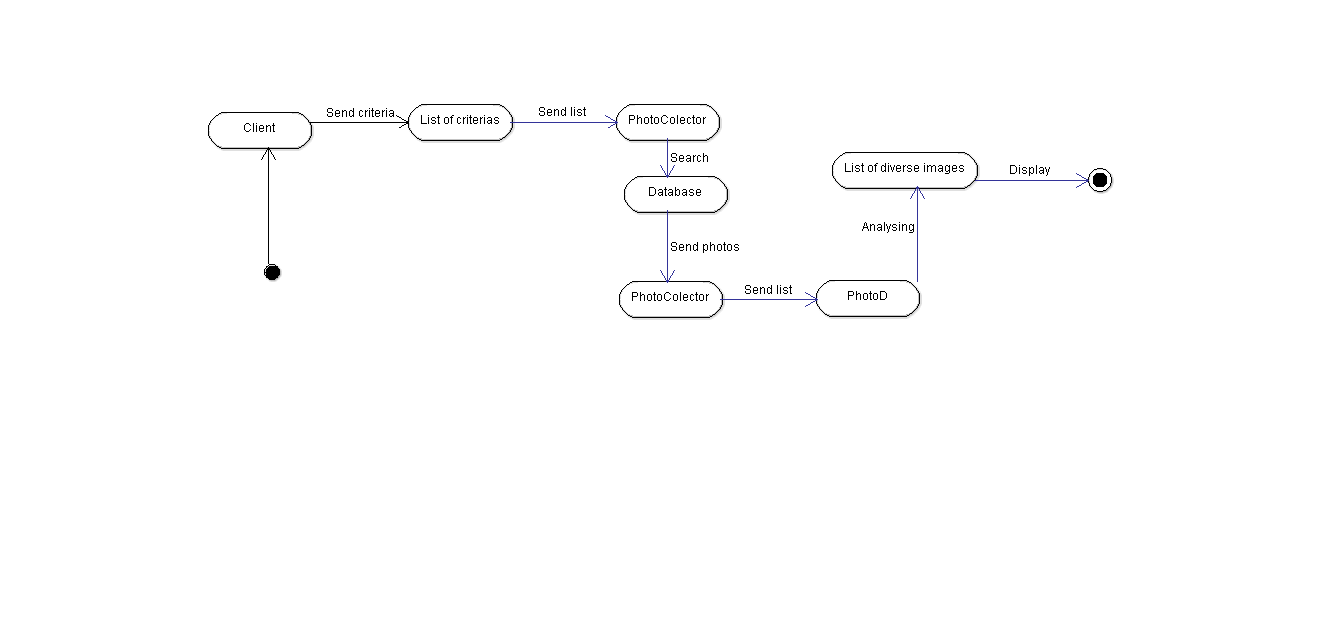 Client
Send criteria
List of criterias
Send list
PhotoColector
Search
Database
Send photos
PhotoColector
Send list
PhotoD
Analysing
List of diverse images
Display